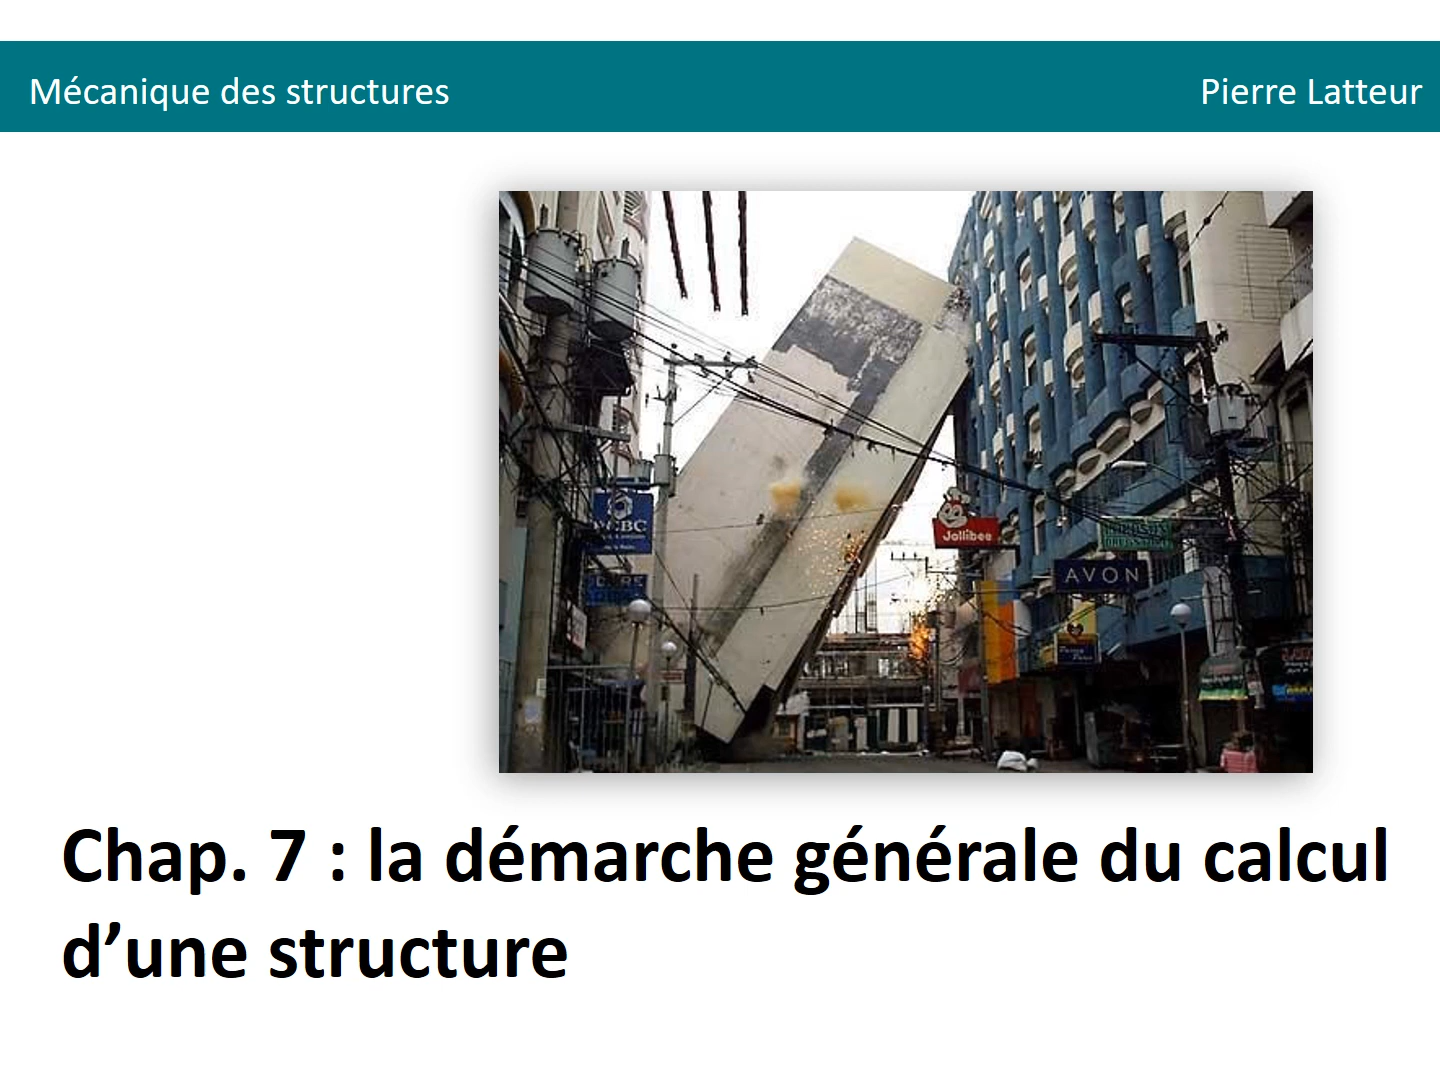 Mécanique des structures
Pierre Latteur
Jollibee
AVON
Chap. 7 : la démarche générale du calcul
d’une structure